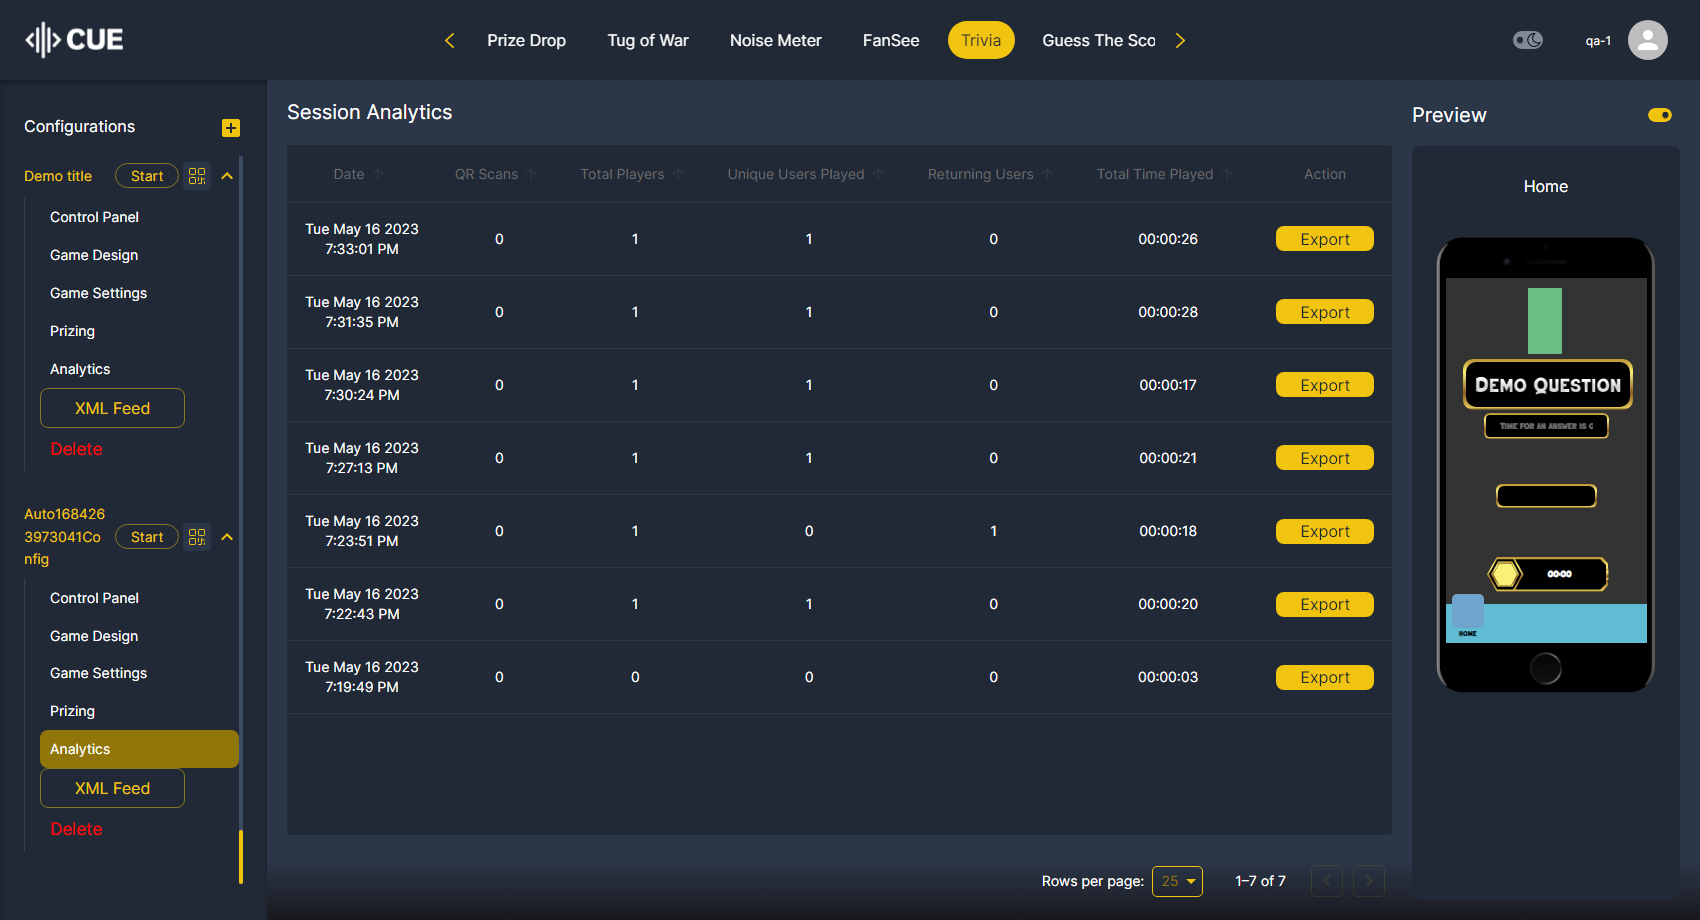 CUE
Prize Drop
Tug of War
Noise Meter
FanSee
Trivia
Guess The Sco
qa-1
Configurations
Demo title
Start
Control Panel
Game Design
Game Settings
Prizing
Analytics
XML Feed
Delete
Auto168426
3973041Co
nfig
Start
Control Panel
Game Design
Game Settings
Prizing
Analytics
XML Feed
Delete
Session Analytics
Date QR Scans Total Players Unique Users Played Returning Users Total Time Played Action
Tue May 16 2023
7:33:01 PM 0 1 1 0 00:00:26 Export
Tue May 16 2023
7:31:35 PM 0 1 1 0 00:00:28 Export
Tue May 16 2023
7:30:24 PM 0 1 1 0 00:00:17 Export
Tue May 16 2023
7:27:13 PM 0 1 1 0 00:00:21 Export
Tue May 16 2023
7:23:51 PM 0 1 0 1 00:00:18 Export
Tue May 16 2023
7:22:43 PM 0 1 1 0 00:00:20 Export
Tue May 16 2023
7:19:49 PM 0 0 0 0 00:00:03 Export
Rows per page: 25 1–7 of 7
Preview
Home
Demo Question
Time for an answer is c
00:00
HOME